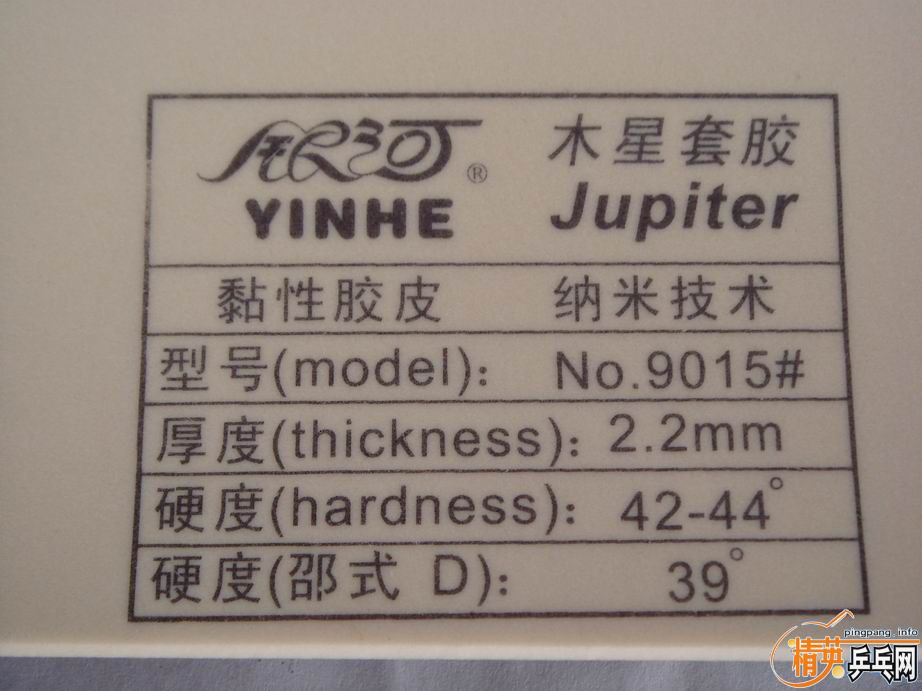 银河® 木星套胶
YINHE Jupiter
黏性胶皮 纳米技术
型号(model)： No.9015#
厚度(thickness)：2.2mm
硬度(hardness)： 42-44°
硬度(邵式 D)： 39°
pingpang.info
精英乒乓网